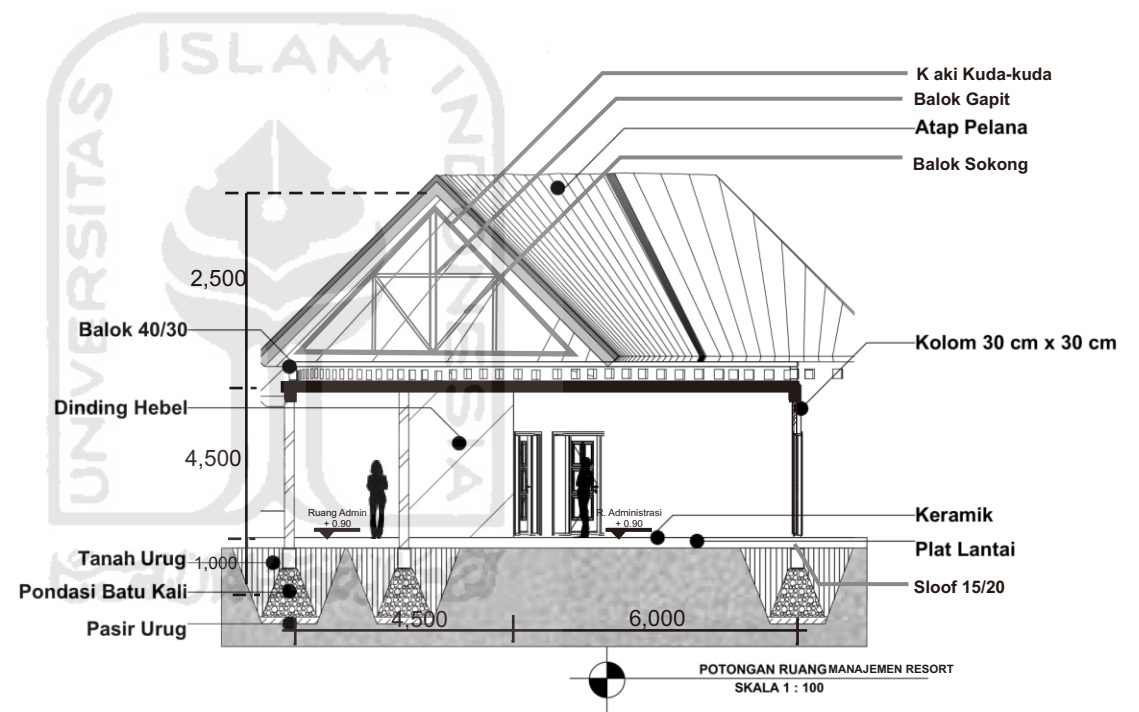 UNIVERSITAS
ISLAM
INDONESIA
K aki Kuda-kuda
Balok Gapit
Atap Pelana
Balok Sokong
2,500
Balok 40/30
Kolom 30 cm x 30 cm
Dinding Hebel
4,500
Ruang Admin
+ 0.90
R. Administrasi
+ 0.90
Keramik
Plat Lantai
Tanah Urug
1,000
Sloof 15/20
Pondasi Batu Kali
Pasir Urug
4,500
6,000
POTONGAN RUANG MANAJEMEN RESORT
SKALA 1 : 100